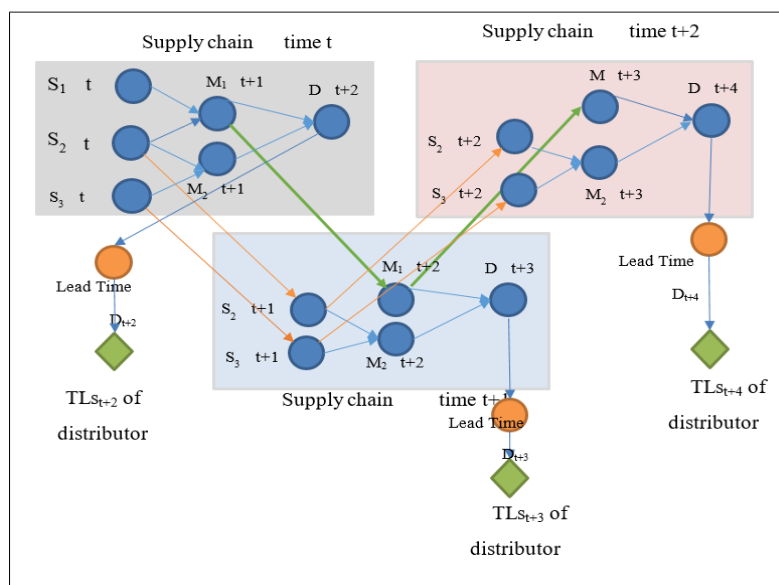 Supply chain time t
Supply chain time t+2
S1 t
M1 t+1
D t+2
S2 t
M2 t+1
S3 t
M t+3
D t+4
S2 t+2
S3 t+2
M2 t+3
Lead Time
Dt+2
TLst+2 of
distributor
M1 t+2
D t+3
S2 t+1
S3 t+1
M2 t+2
Supply chain time t+1
Lead Time
Dt+3
TLst+3 of
distributor
Lead Time
Dt+4
TLst+4 of
distributor